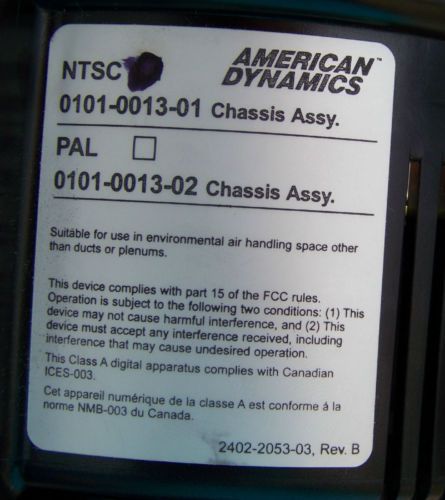 AMERICAN
DYNAMICS™
NTSC
0101-0013-01 Chassis Assy.
PAL
0101-0013-02 Chassis Assy.
Suitable for use in environmental air handling space other
than ducts or plenums.
This device complies with part 15 of the FCC rules.
Operation is subject to the following two conditions: (1) This
device may not cause harmful interference, and (2) This
device must accept any interference received, including
interference that may cause undesired operation.
This Class A digital apparatus complies with Canadian
ICES-003.
Cet appareil numérique de la classe A est conforme à la
norme NMB-003 du Canada.
2402-2053-03, Rev. B